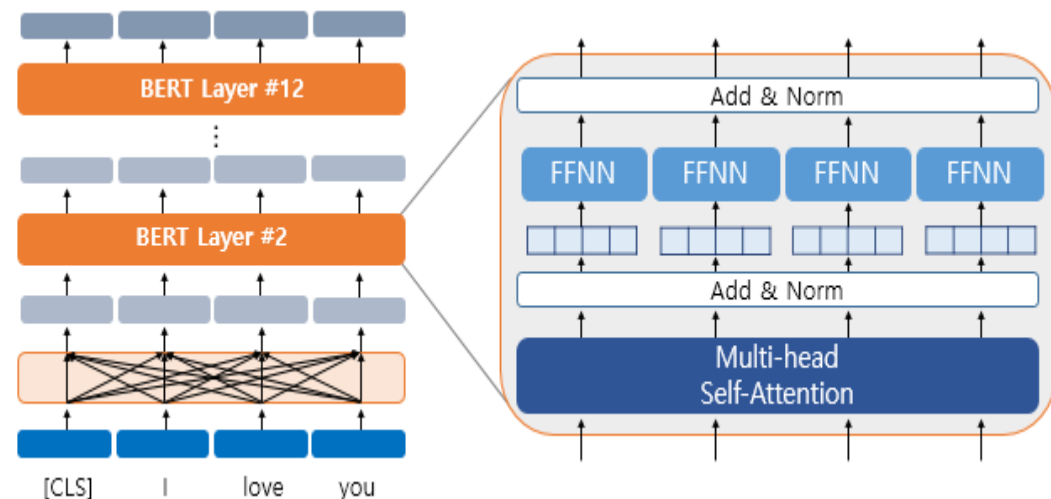 BERT Layer #12
⋮
BERT Layer #2
[CLS] I love you
Add & Norm
FFNN FFNN FFNN FFNN
Add & Norm
Multi-head
Self-Attention